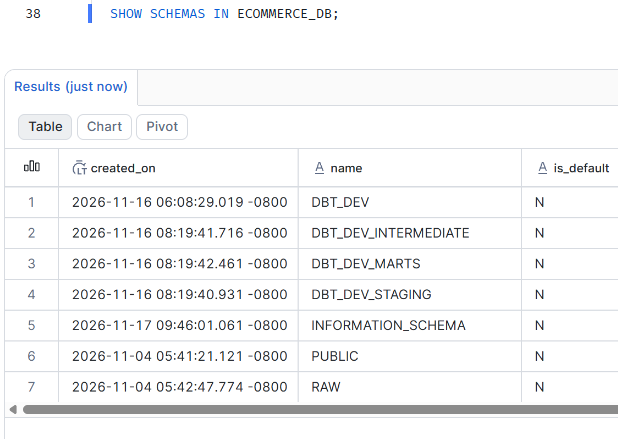 38 SHOW SCHEMAS IN ECOMMERCE_DB;
Results (just now)
Table Chart Pivot
created_on name is_default
1 2026-11-16 06:08:29.019 -0800 DBT_DEV N
2 2026-11-16 08:19:41.716 -0800 DBT_DEV_INTERMEDIATE N
3 2026-11-16 08:19:42.461 -0800 DBT_DEV_MARTS N
4 2026-11-16 08:19:40.931 -0800 DBT_DEV_STAGING N
5 2026-11-17 09:46:01.061 -0800 INFORMATION_SCHEMA N
6 2026-11-04 05:41:21.121 -0800 PUBLIC N
7 2026-11-04 05:42:47.774 -0800 RAW N